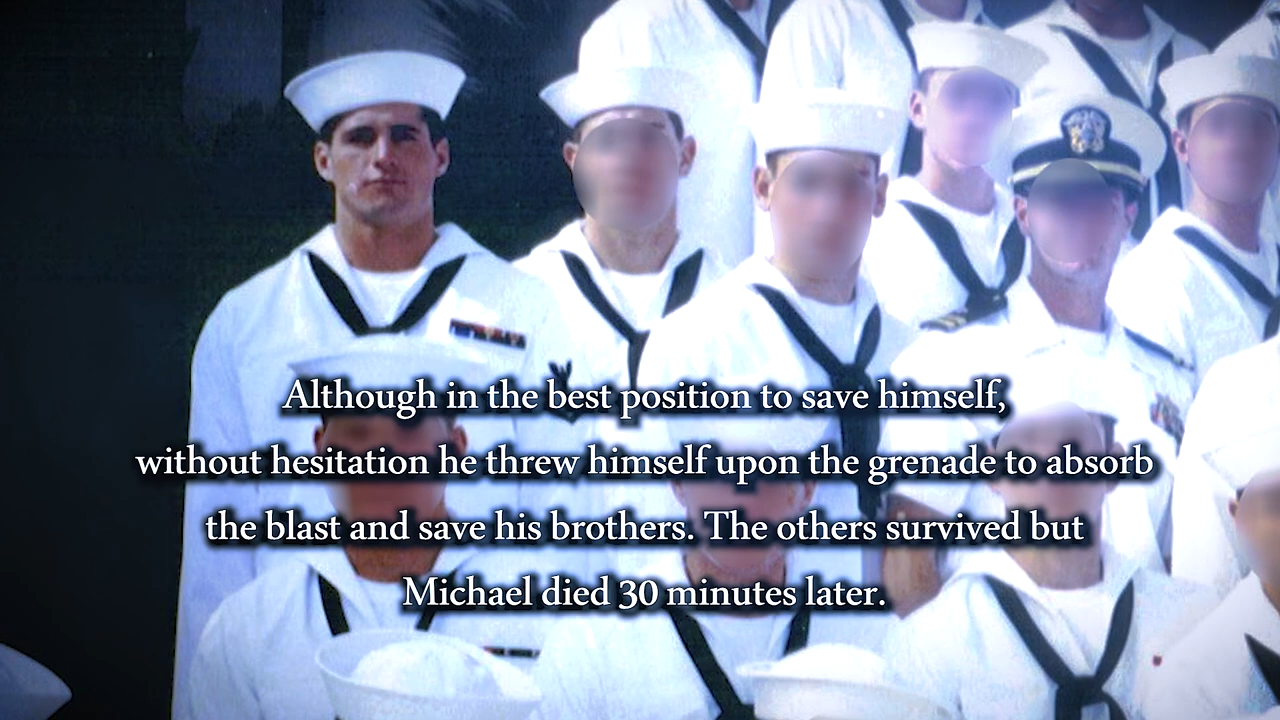 Although in the best position to save himself,
without hesitation he threw himself upon the grenade to absorb
the blast and save his brothers. The others survived but
Michael died 30 minutes later.